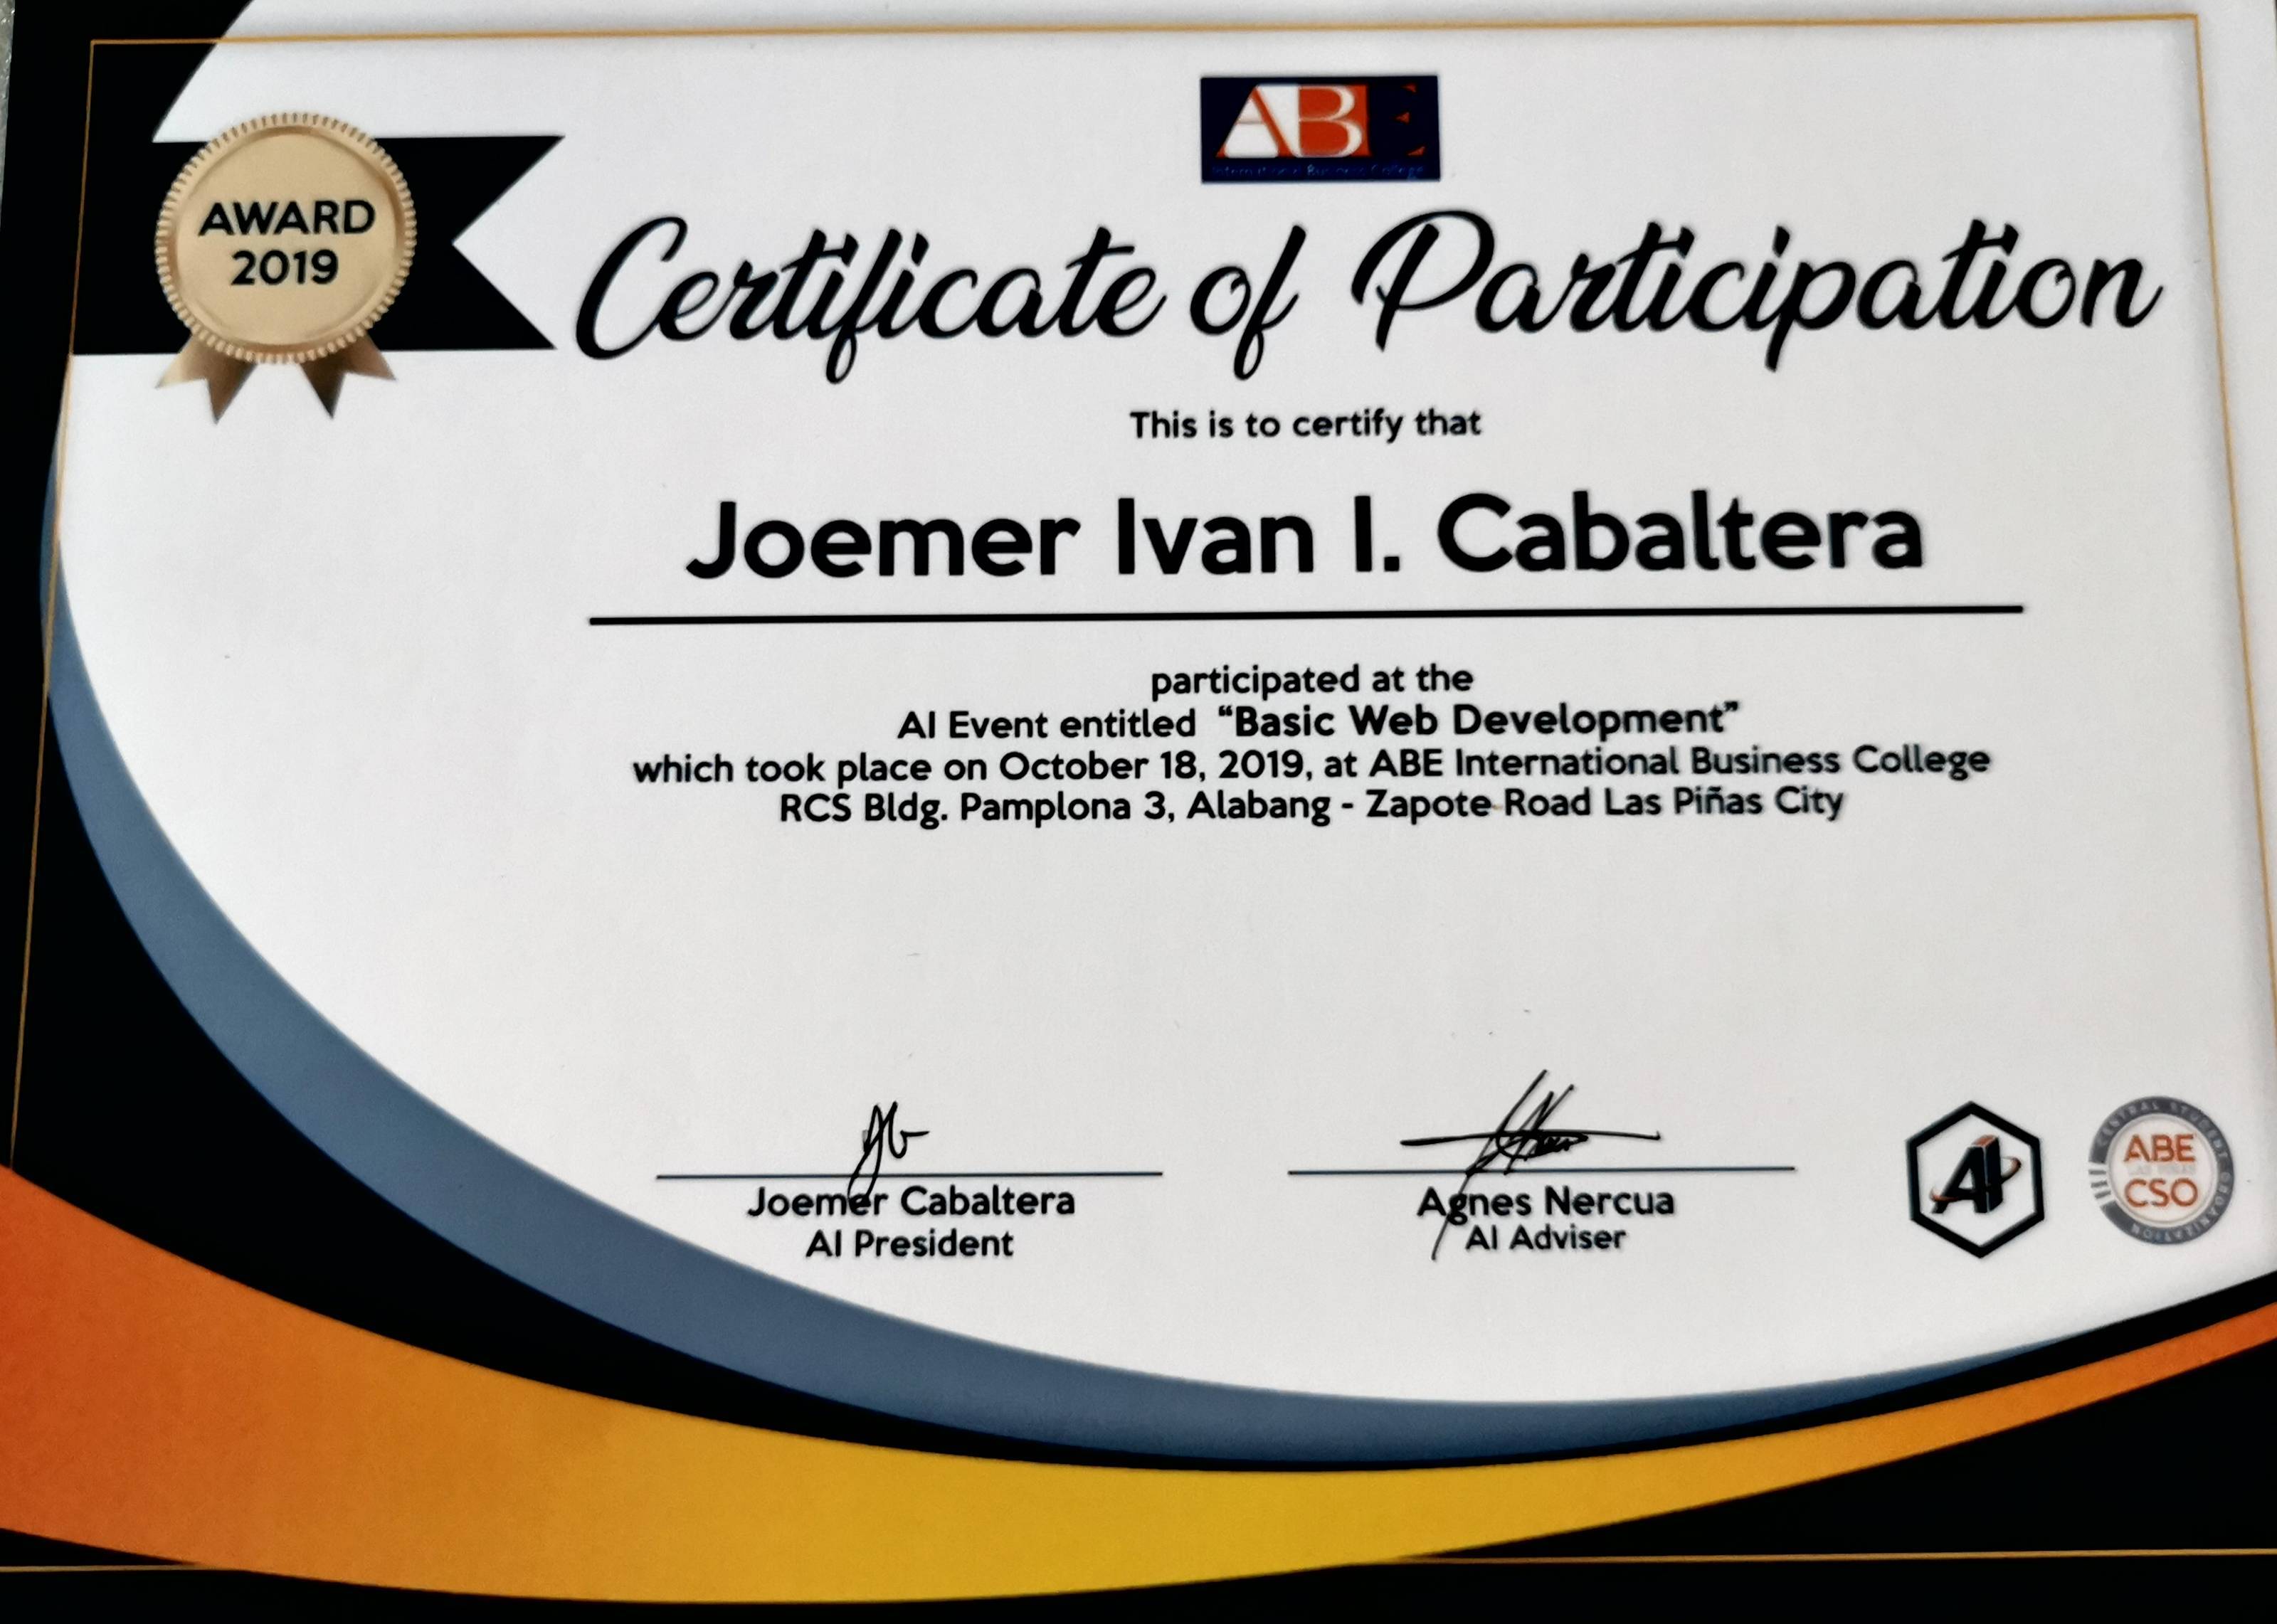 ABE
International Business College
AWARD
2019
Certificate of Participation
This is to certify that
Joemer Ivan I. Cabaltera
participated at the
AI Event entitled “Basic Web Development”
which took place on October 18, 2019, at ABE International Business College
RCS Bldg. Pamplona 3, Alabang - Zapote Road Las Piñas City
Joemer Cabaltera
AI President
Agnes Nercua
AI Adviser
AI
CENTRAL STUDENT ORGANIZATION
ABE
LAS PIÑAS
CSO